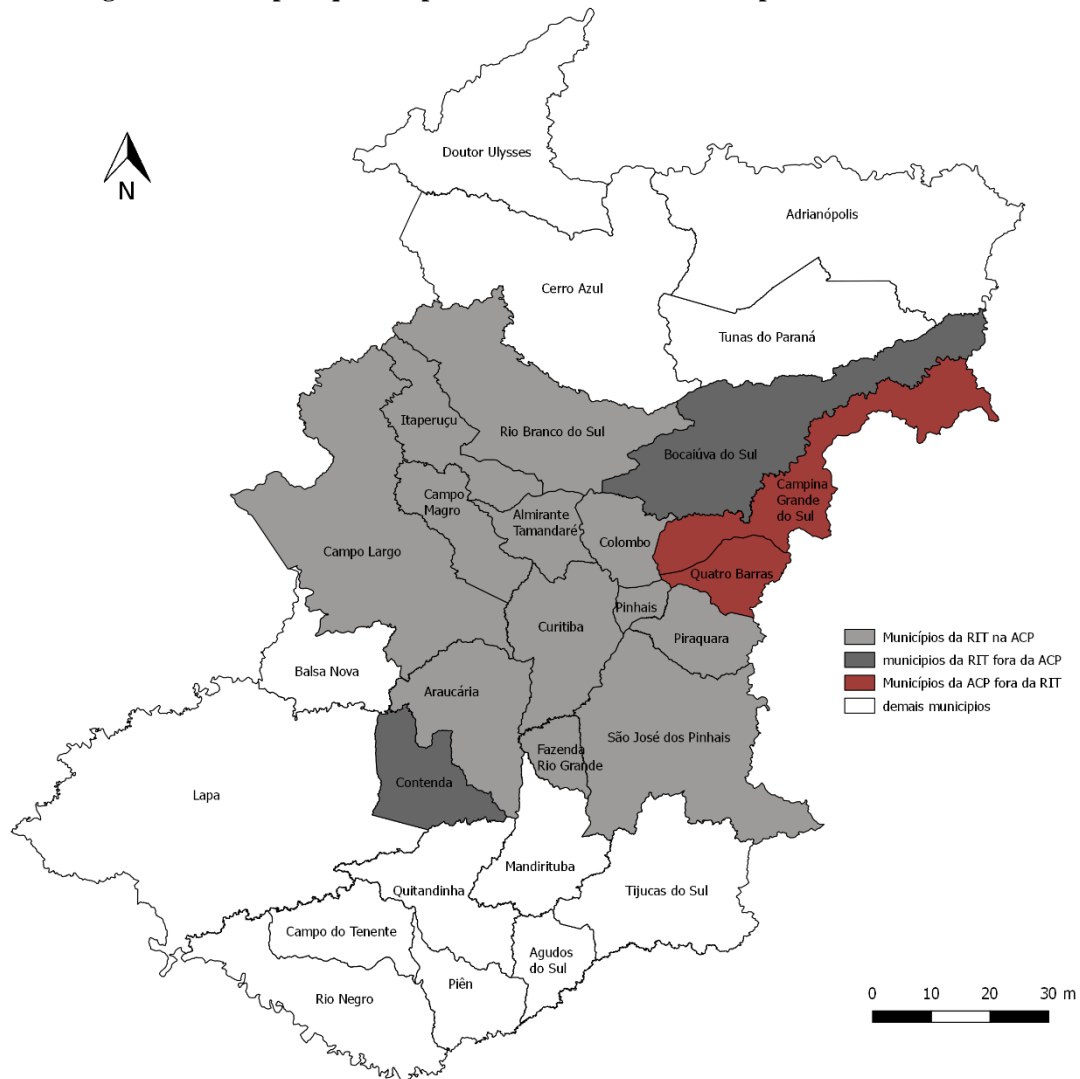 Doutor Ulysses
N
Adrianópolis
Cerro Azul
Tunas do Paraná
Itaperuçu
Rio Branco do Sul
Bocaiúva do Sul
Campo
Magro
Almirante
Tamandaré
Campina
Grande
do Sul
Campo Largo
Colombo
Quatro Barras
Pinhais
Curitiba
Piraquara
Municípios da RIT na ACP
municipios da RIT fora da ACP
Municípios da ACP fora da RIT
demais municipios
Balsa Nova
Araucária
São José dos Pinhais
Fazenda
Rio Grande
Contenda
Lapa
Mandirituba
Quitandinha
Tijucas do Sul
Campo do Tenente
Agudos
do Sul
Piên
Rio Negro
0 10 20 30 m